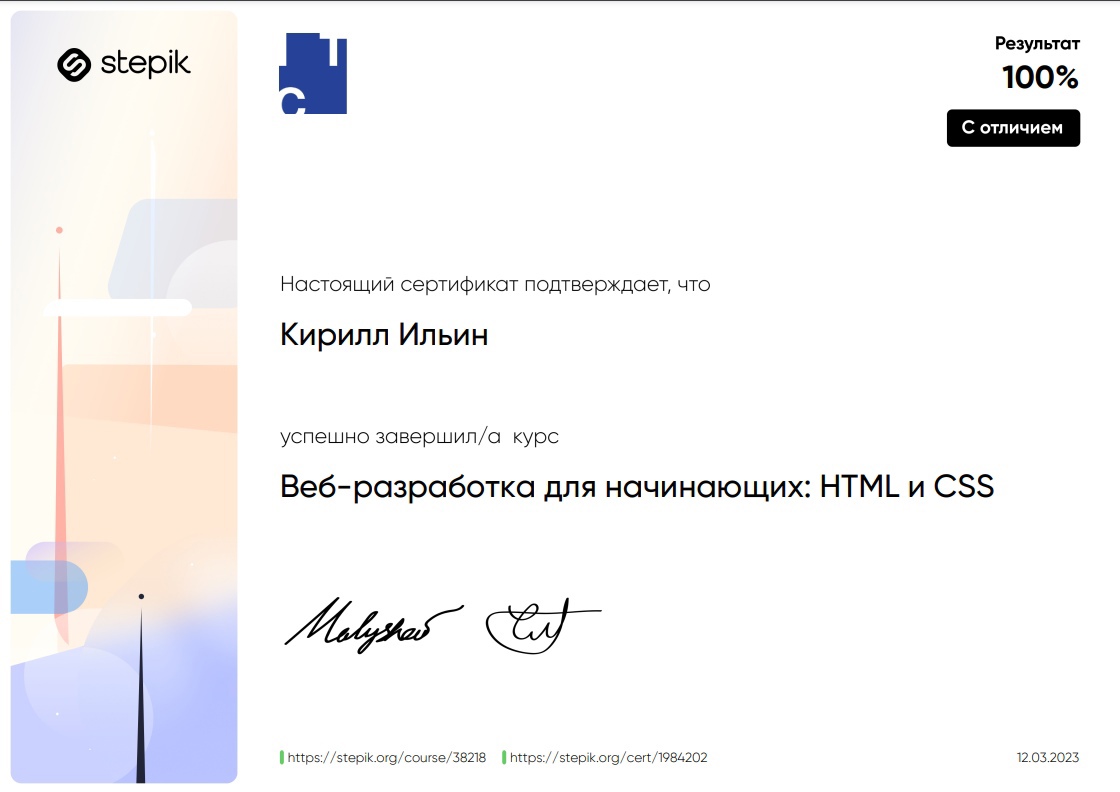 stepik
Т
С
Результат
100%
С отличием
Настоящий сертификат подтверждает, что
Кирилл Ильин
успешно завершил/а курс
Веб-разработка для начинающих: HTML и CSS
https://stepik.org/course/38218
https://stepik.org/cert/1984202
12.03.2023